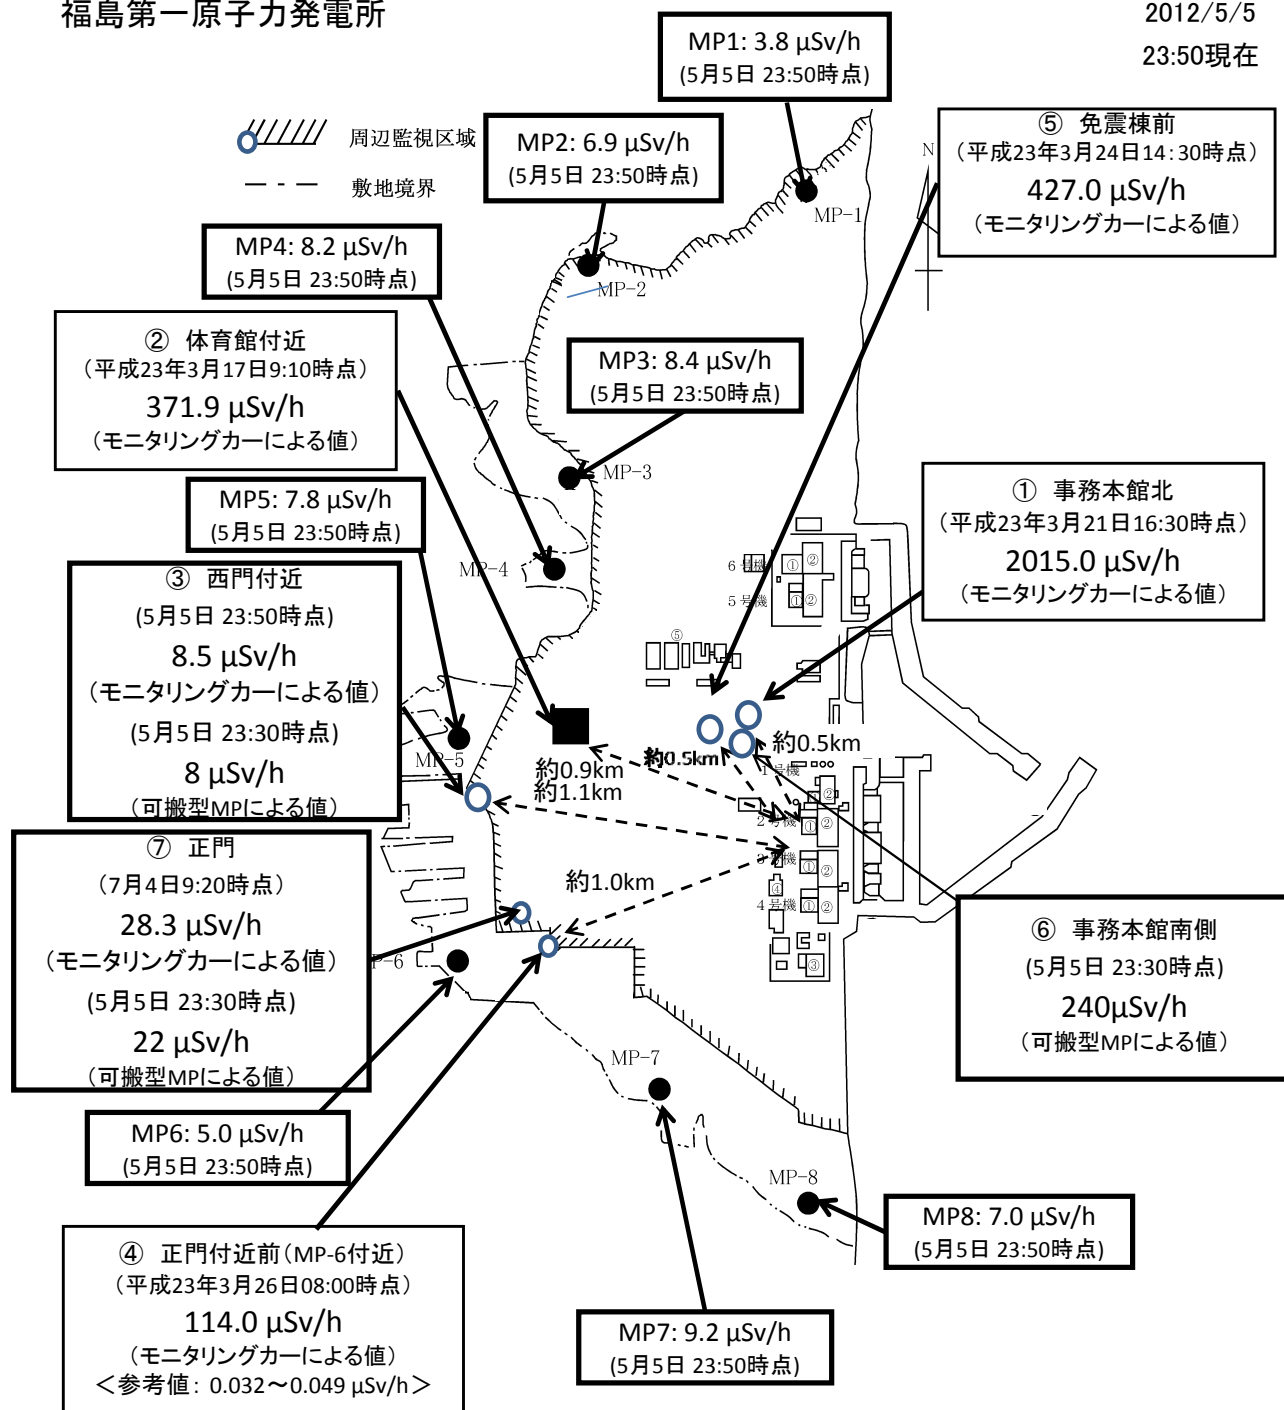 福島第一原子力発電所
2012/5/5
23:50現在
周辺監視区域
敷地境界
MP1: 3.8 μSv/h
(5月5日 23:50時点)
MP2: 6.9 μSv/h
(5月5日 23:50時点)
⑤ 免震棟前
(平成23年3月24日14:30時点)
427.0 μSv/h
(モニタリングカーによる値)
N
MP-1
MP4: 8.2 μSv/h
(5月5日 23:50時点)
MP-2
② 体育館付近
(平成23年3月17日9:10時点)
371.9 μSv/h
(モニタリングカーによる値)
MP3: 8.4 μSv/h
(5月5日 23:50時点)
MP-3
MP5: 7.8 μSv/h
(5月5日 23:50時点)
① 事務本館北
(平成23年3月21日16:30時点)
2015.0 μSv/h
(モニタリングカーによる値)
MP-4
6号機
① ②
5号機
① ②
⑤
③ 西門付近
(5月5日 23:50時点)
8.5 μSv/h
(モニタリングカーによる値)
(5月5日 23:30時点)
8 μSv/h
(可搬型MPによる値)
MP-5
約0.9km
約1.1km
約0.5km
約0.5km
1号機
① ②
2号機
① ②
3号機
① ②
④
4号機
① ②
③
約1.0km
⑦ 正門
(7月4日9:20時点)
28.3 μSv/h
(モニタリングカーによる値)
(5月5日 23:30時点)
22 μSv/h
(可搬型MPによる値)
P-6
⑥ 事務本館南側
(5月5日 23:30時点)
240μSv/h
(可搬型MPによる値)
MP-7
MP6: 5.0 μSv/h
(5月5日 23:50時点)
MP-8
MP8: 7.0 μSv/h
(5月5日 23:50時点)
④ 正門付近前(MP-6付近)
(平成23年3月26日08:00時点)
114.0 μSv/h
(モニタリングカーによる値)
<参考値: 0.032～0.049 μSv/h>
MP7: 9.2 μSv/h
(5月5日 23:50時点)